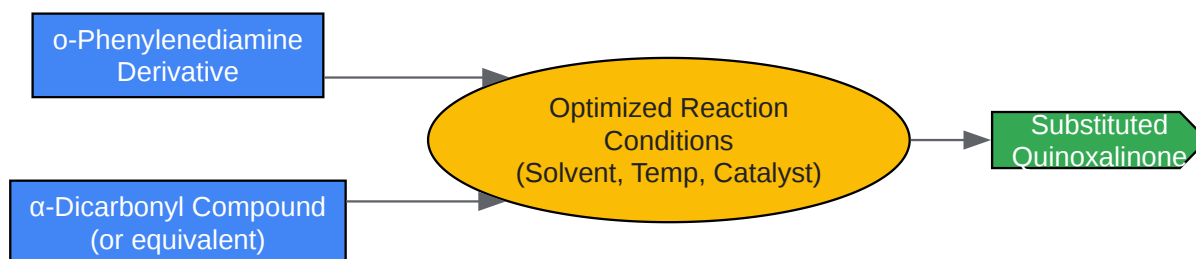 o-Phenylenediamine
Derivative
α-Dicarbonyl Compound
(or equivalent)
Optimized Reaction
Conditions
(Solvent, Temp, Catalyst)
Substituted
Quinoxalinone